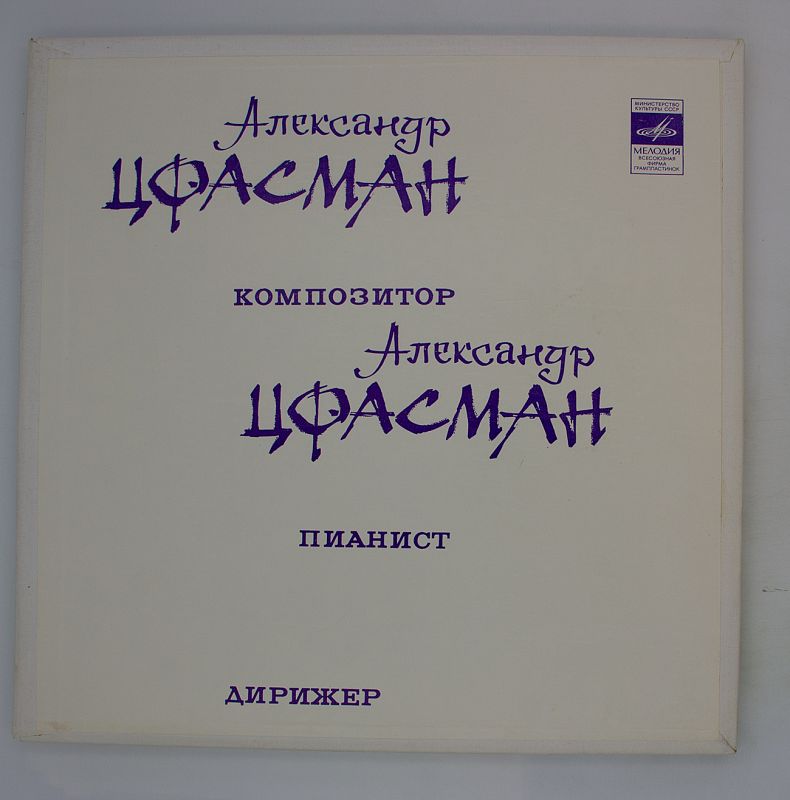 Александр
ЦФАСМАН
МИНИСТЕРСТВО
КУЛЬТУРЫ СССР
МЕЛОДИЯ
ВСЕСОЮЗНАЯ
ФИРМА
ГРАМПЛАСТИНОК
КОМПОЗИТОР
Александр
ЦФАСМАН
ПИАНИСТ
ДИРИЖЕР